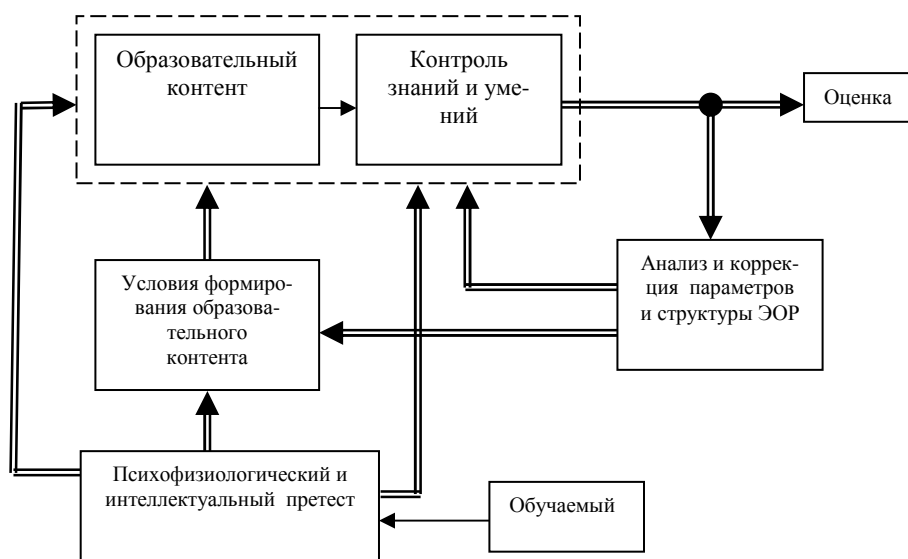 Образовательный
контент
Контроль
знаний и уме-
ний
Оценка
Условия формиро-
вания образова-
тельного
контента
Анализ и коррек-
ция параметров
и структуры ЭОР
Психофизиологический и
интеллектуальный претест
Обучаемый